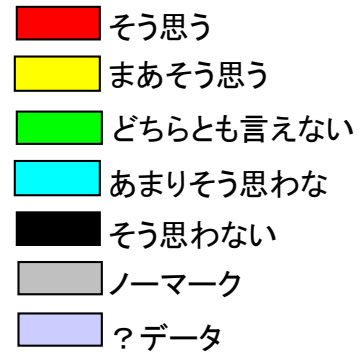 そう思う
まあそう思う
どちらとも言えない
あまりそう思わな
そう思わない
ノーマーク
？データ